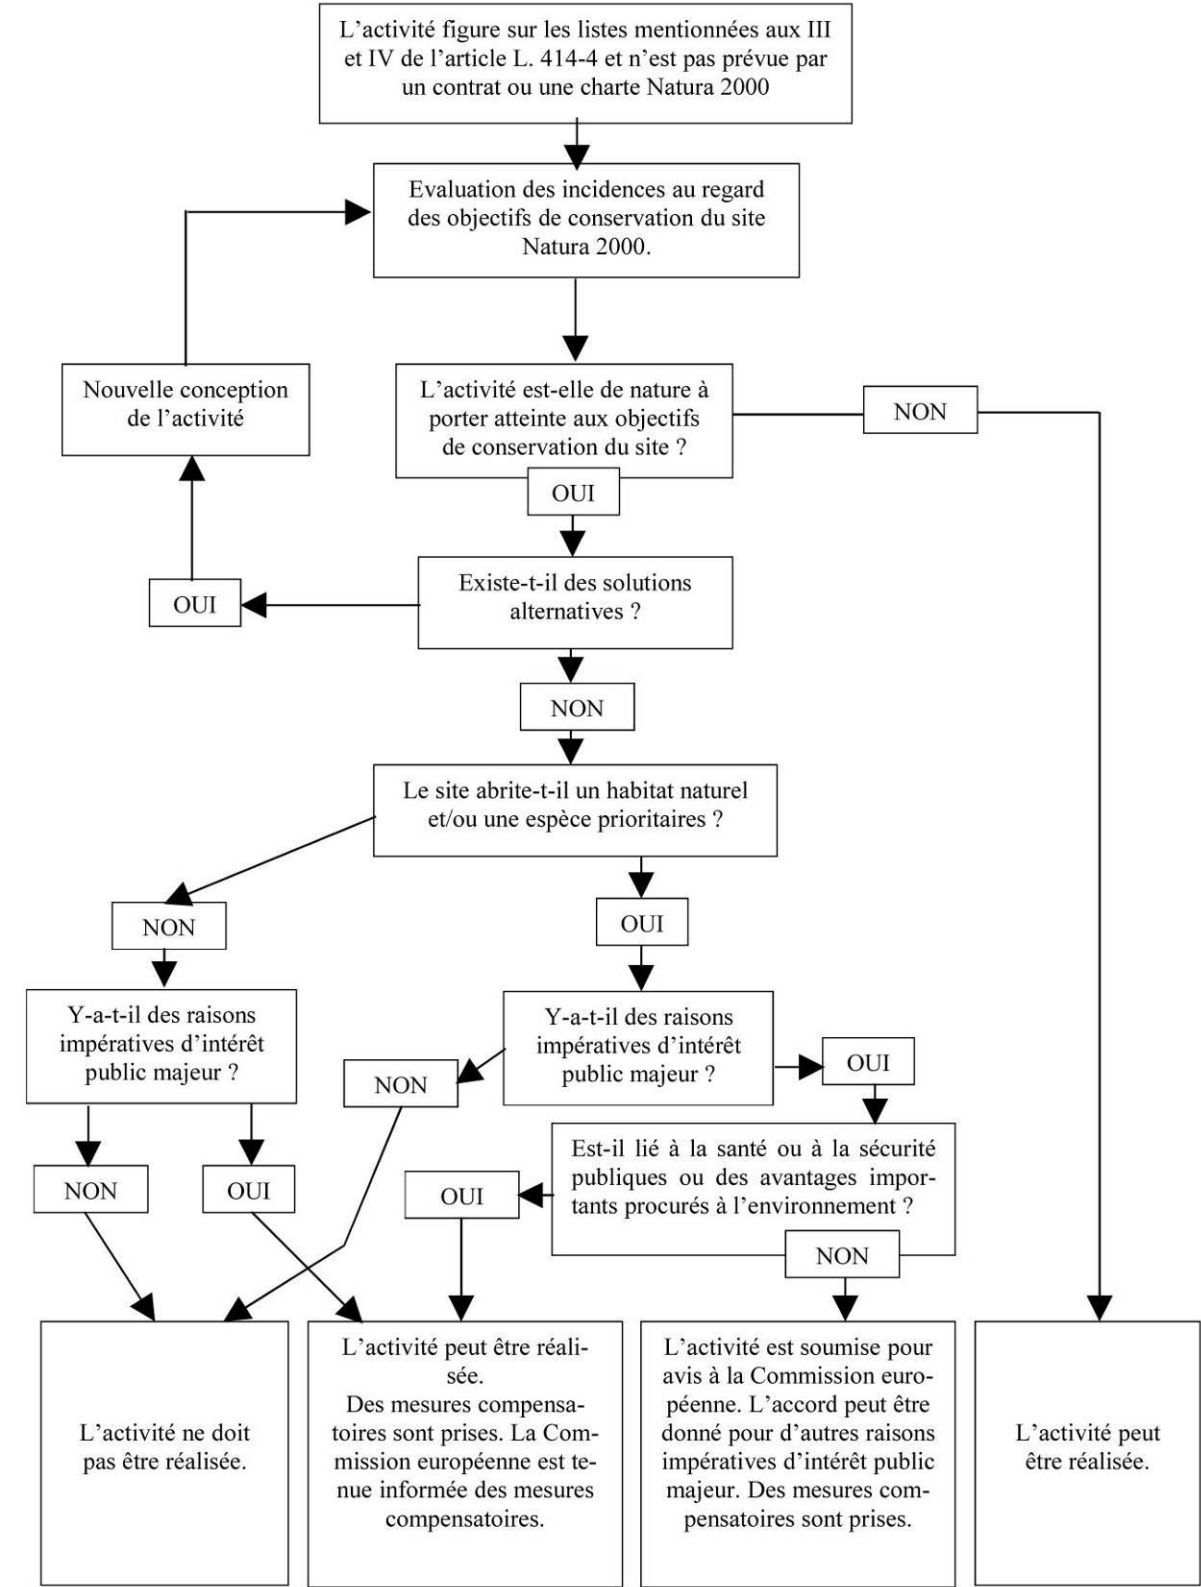 L’activité figure sur les listes mentionnées aux III
et IV de l’article L. 414-4 et n’est pas prévue par
un contrat ou une charte Natura 2000
Evaluation des incidences au regard
des objectifs de conservation du site
Natura 2000.
Nouvelle conception
de l’activité
L’activité est-elle de nature à
porter atteinte aux objectifs
de conservation du site ?
NON
OUI
Existe-t-il des solutions
alternatives ?
OUI
NON
Le site abrite-t-il un habitat naturel
et/ou une espèce prioritaires ?
NON
OUI
Y-a-t-il des raisons
impératives d’intérêt
public majeur ?
Y-a-t-il des raisons
impératives d’intérêt
public majeur ?
NON
OUI
Est-il lié à la santé ou à la sécurité
publiques ou des avantages impor-
tants procurés à l’environnement ?
NON
OUI
OUI
NON
L’activité ne doit
pas être réalisée.
L’activité peut être réali-
sée.
Des mesures compensa-
toires sont prises. La Com-
mission européenne est te-
nue informée des mesures
compensatoires.
L’activité est soumise pour
avis à la Commission euro-
péenne. L’accord peut être
donné pour d’autres raisons
impératives d’intérêt public
majeur. Des mesures com-
pensatoires sont prises.
L’activité peut
être réalisée.